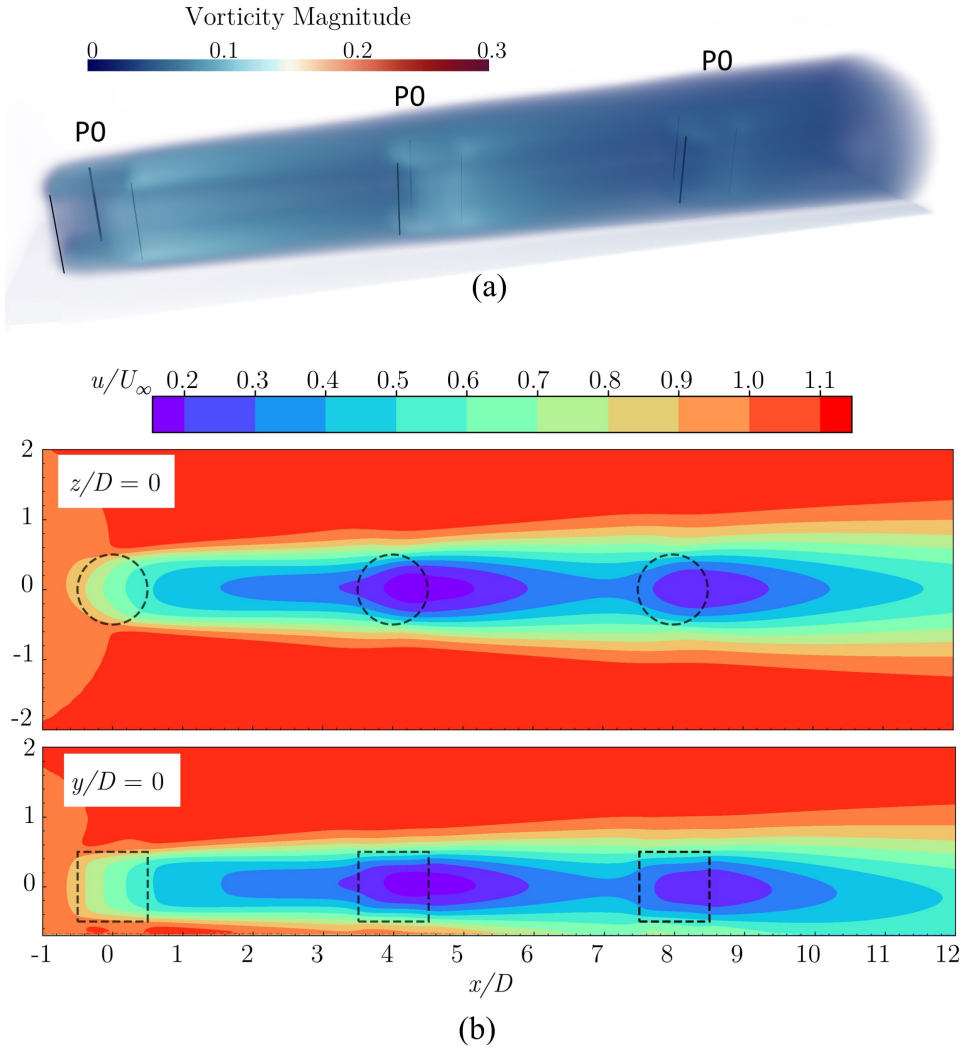 Vorticity Magnitude
0 0.1 0.2 0.3
P0 P0 P0
(a)
u/U∞ 0.2 0.3 0.4 0.5 0.6 0.7 0.8 0.9 1.0 1.1
2
z/D = 0
1
0
-1
-2
2
y/D = 0
1
0
-1 0 1 2 3 4 5 6 7 8 9 10 11 12
x/D
(b)